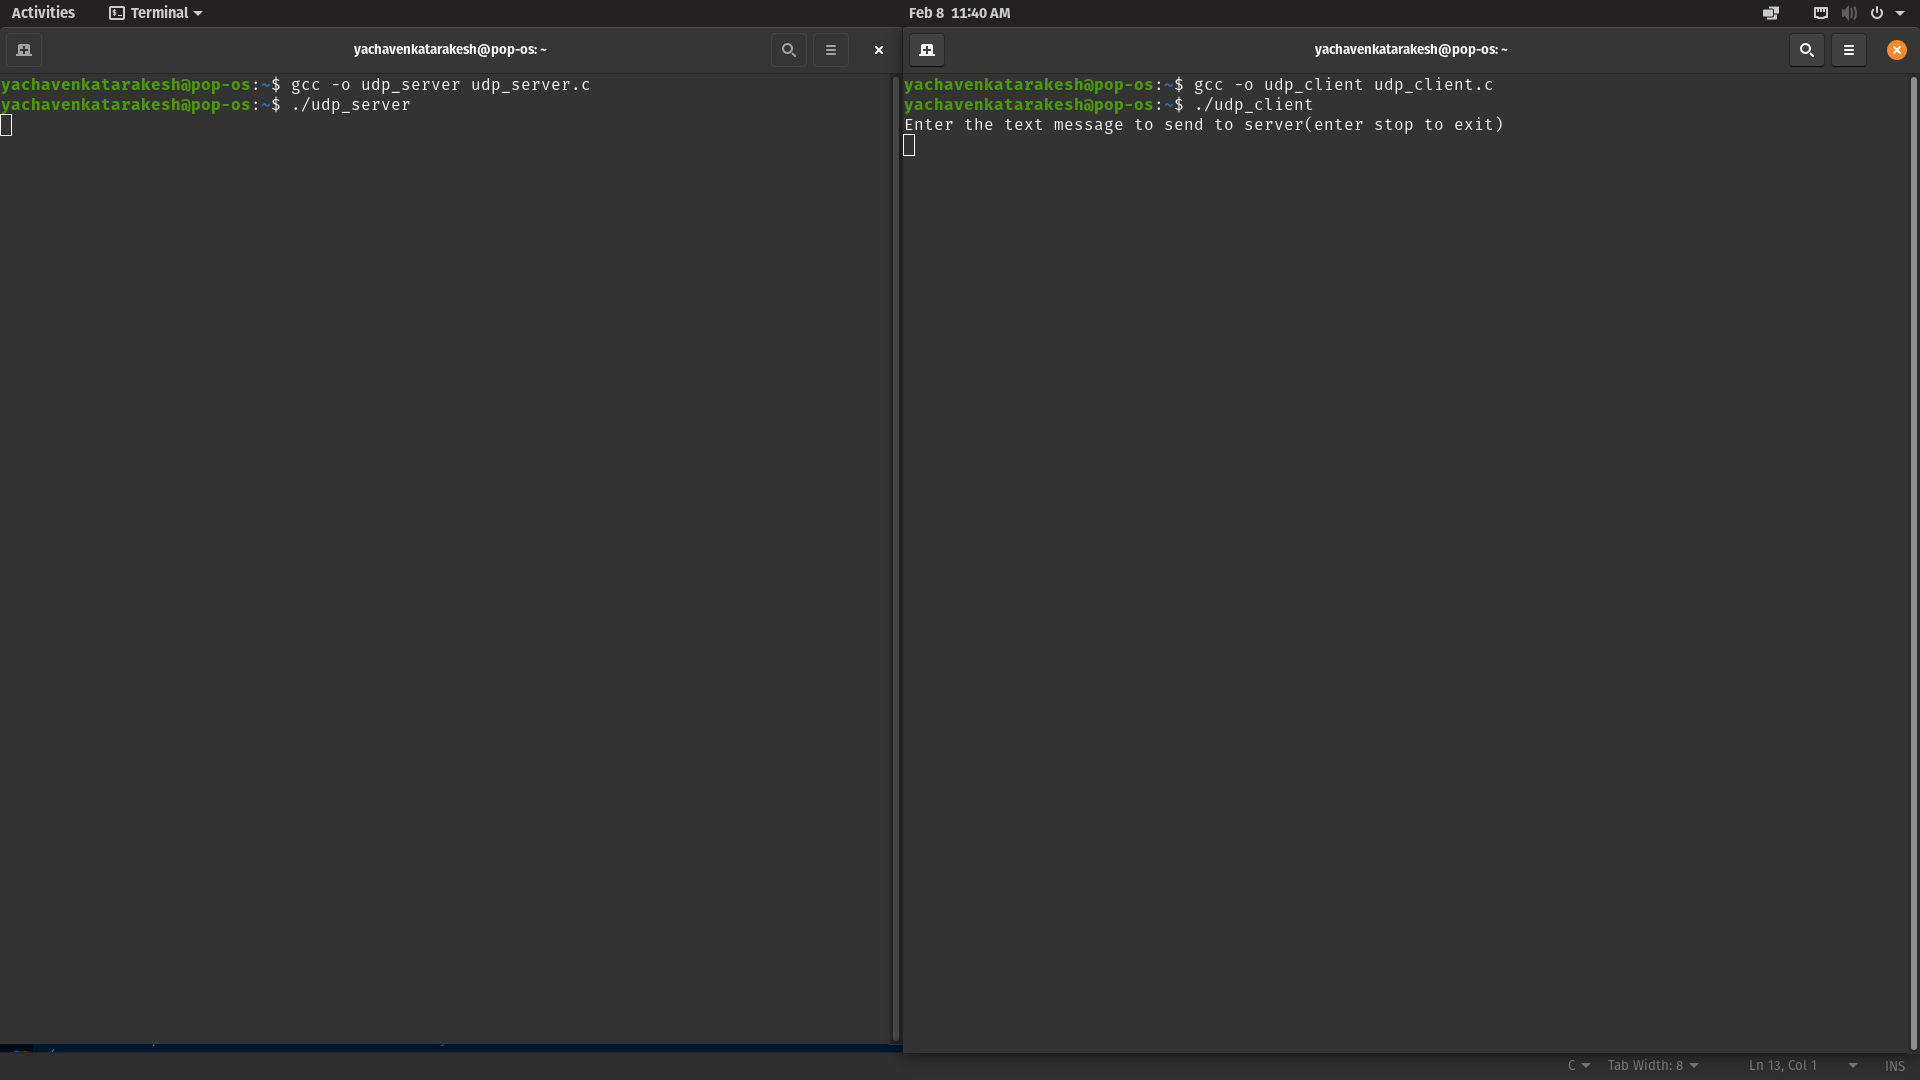 Activities Terminal Feb 8 11:40 AM
yachavenkatarakesh@pop-os: ~
yachavenkatarakesh@pop-os:~$ gcc -o udp_server udp_server.c
yachavenkatarakesh@pop-os:~$ ./udp_server
yachavenkatarakesh@pop-os: ~
yachavenkatarakesh@pop-os:~$ gcc -o udp_client udp_client.c
yachavenkatarakesh@pop-os:~$ ./udp_client
Enter the text message to send to server(enter stop to exit)
C Tab Width: 8 Ln 13, Col 1 INS